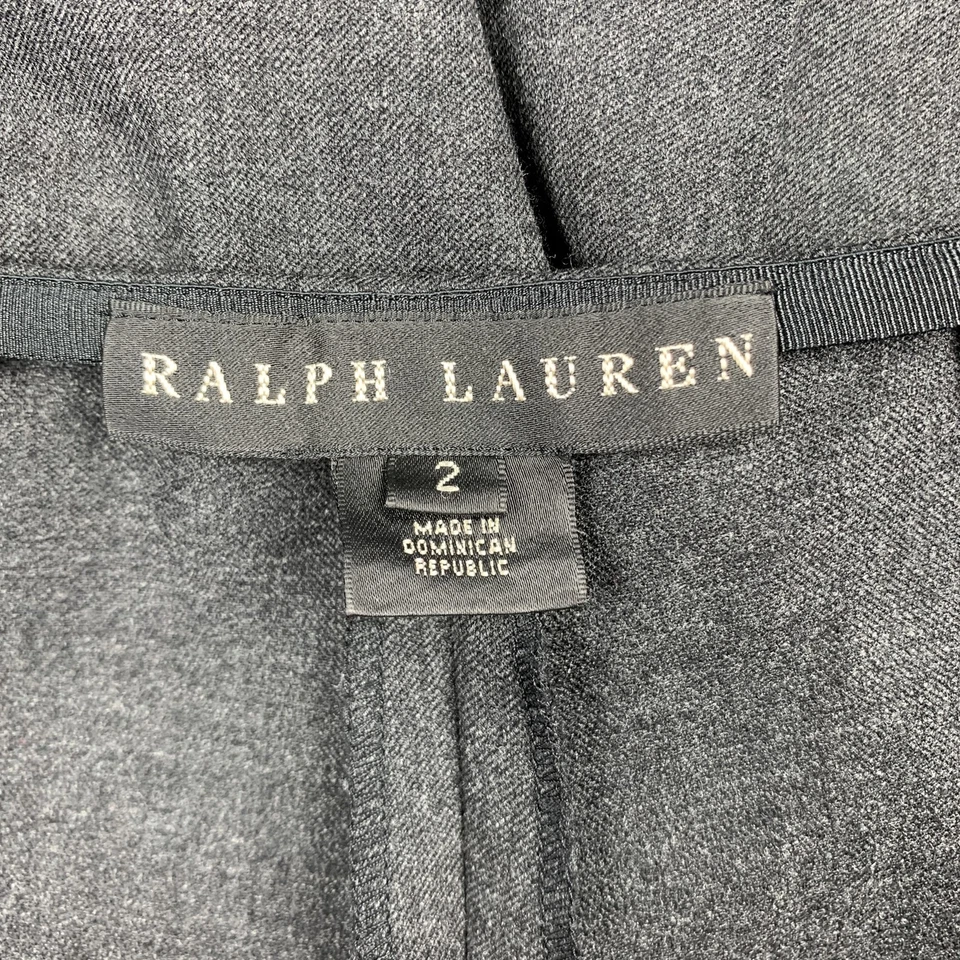 RALPH LAUREN
2
MADE IN
DOMINICAN
REPUBLIC